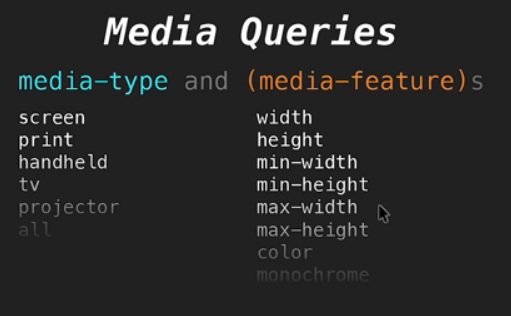 Media Queries
media-type and (media-feature)s
screen
print
handheld
tv
projector
all
width
height
min-width
min-height
max-width
max-height
color
monochrome